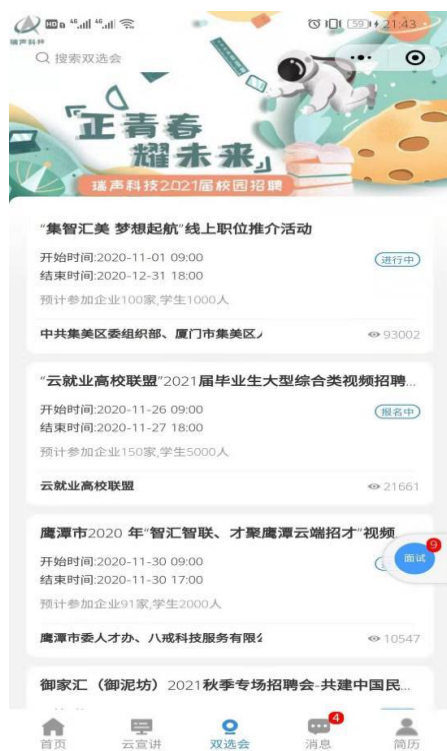 HD 46 46 59 21:43
瑞声科技
搜索双选会
「正青春
耀未来」
瑞声科技2021届校园招聘
“集智汇美 梦想起航”线上职位推介活动
开始时间:2020-11-01 09:00
进行中
结束时间:2020-12-31 18:00
预计参加企业100家,学生1000人
中共集美区委组织部、厦门市集美区
93002
“云就业高校联盟”2021届毕业生大型综合类视频招聘...
开始时间:2020-11-26 09:00
报名中
结束时间:2020-11-27 18:00
预计参加企业150家,学生5000人
云就业高校联盟
21661
鹰潭市2020 年“智汇智联、才聚鹰潭云端招才”视频
开始时间:2020-11-30 09:00
9
面试
结束时间:2020-11-30 17:00
预计参加企业91家,学生2000人
鹰潭市委人才办、八戒科技服务有限
10547
御家汇（御泥坊）2021秋季专场招聘会-共建中国民...
4
首页 云宣讲 双选会 消息 简历